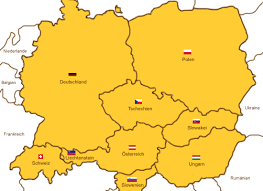 Niederlande
Polen
Deutschland
Belgien
Tschechien
Ukraine
Slowakei
Frankreich
Österreich
Liechtenstein
Schweiz
Ungarn
Rumänien
Slowenien